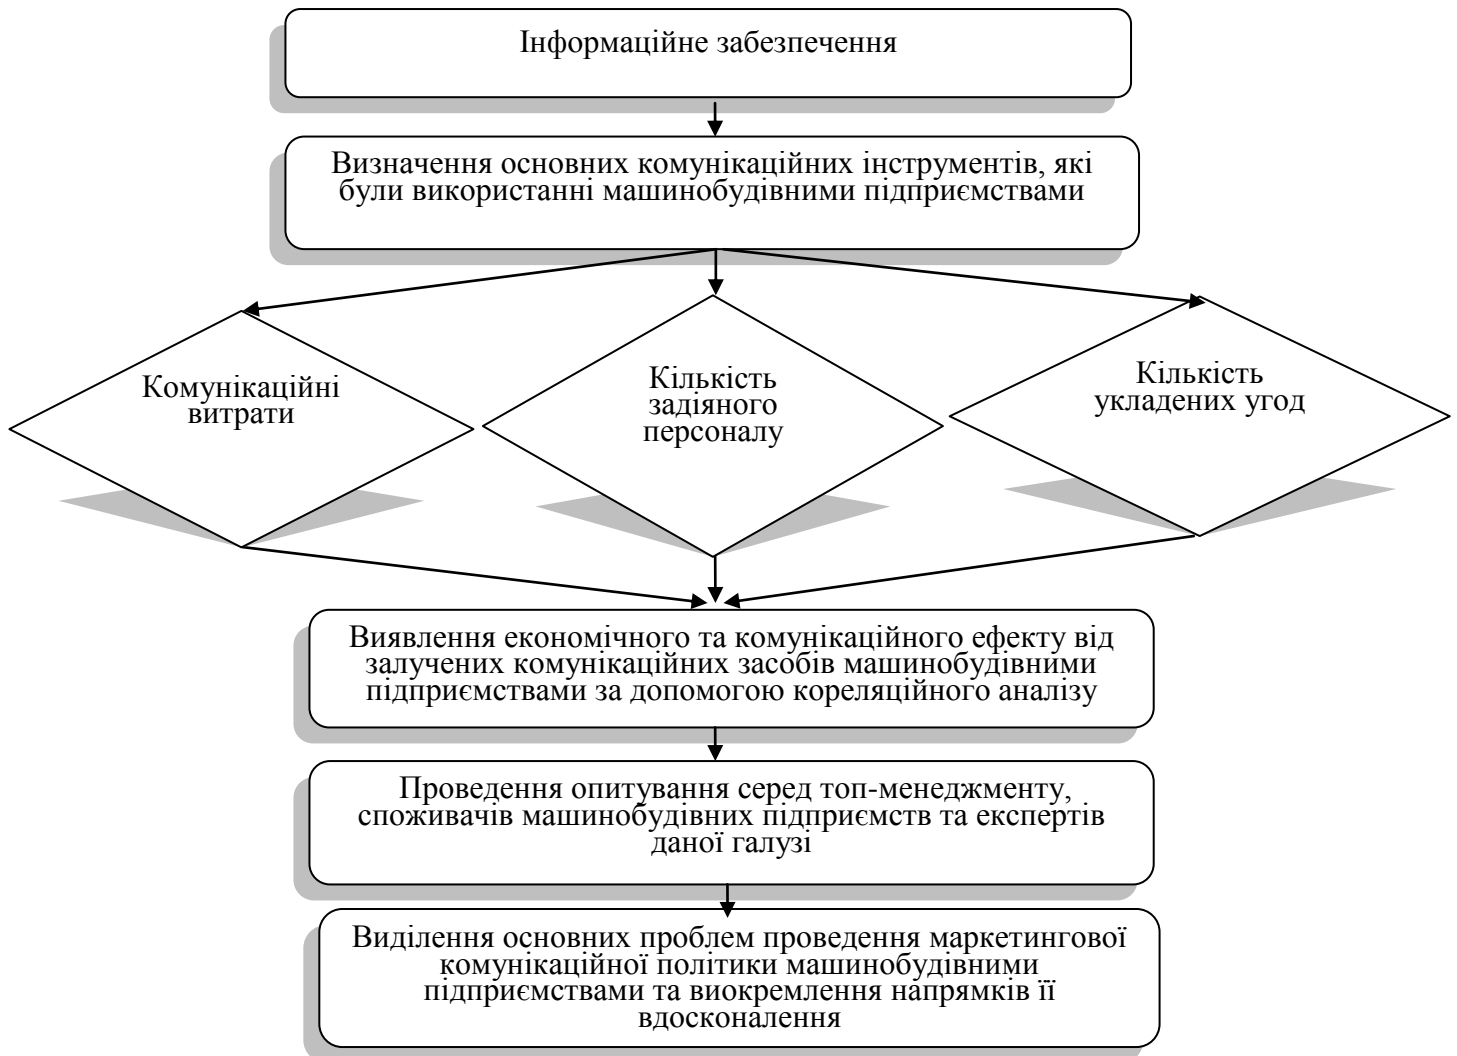 Інформаційне забезпечення
Визначення основних комунікаційних інструментів, які
були використанні машинобудівними підприємствами
Комунікаційні
витрати
Кількість
задіяного
персоналу
Кількість
укладених угод
Виявлення економічного та комунікаційного ефекту від
залучених комунікаційних засобів машинобудівними
підприємствами за допомогою кореляційного аналізу
Проведення опитування серед топ-менеджменту,
споживачів машинобудівних підприємств та експертів
даної галузі
Виділення основних проблем проведення маркетингової
комунікаційної політики машинобудівними
підприємствами та виокремлення напрямків її
вдосконалення